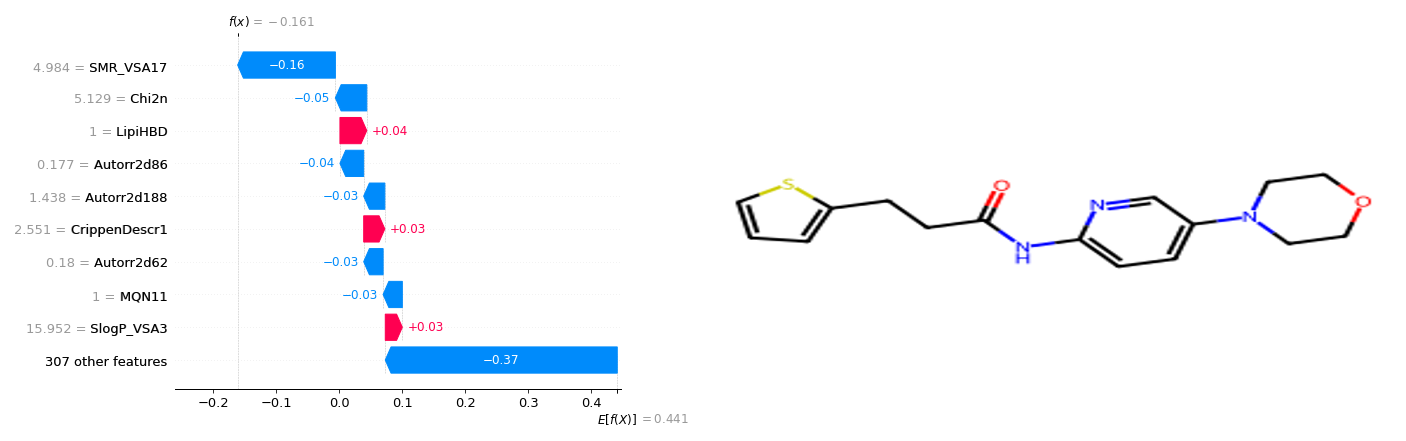 f(x) = −0.161
4.984 = SMR_VSA17
−0.16
5.129 = Chi2n
−0.05
1 = LipiHBD
+0.04
0.177 = Autorr2d86
−0.04
1.438 = Autorr2d188
−0.03
2.551 = CrippenDescr1
+0.03
0.18 = Autorr2d62
−0.03
1 = MQN11
−0.03
15.952 = SlogP_VSA3
+0.03
307 other features
−0.37
−0.2 −0.1 0.0 0.1 0.2 0.3 0.4
E[f(X)] = 0.441
S
O
N
H
N
N
O